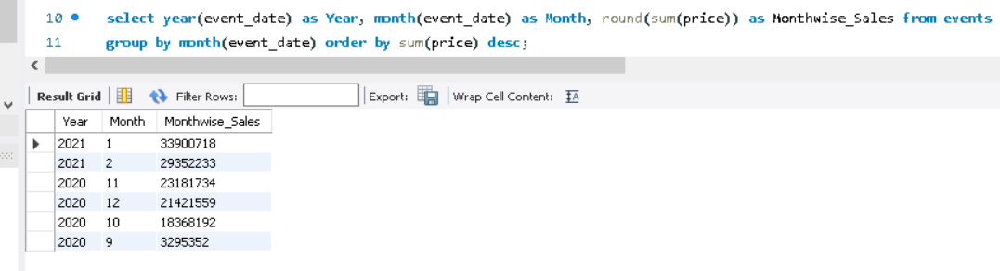 10 select year(event_date) as Year, month(event_date) as Month, round(sum(price)) as Monthwise_Sales from events
11 group by month(event_date) order by sum(price) desc;
Result Grid Filter Rows: Export: Wrap Cell Content: IA
Year Month Monthwise_Sales
2021 1 33900718
2021 2 29352233
2020 11 23181734
2020 12 21421559
2020 10 18368192
2020 9 3295352